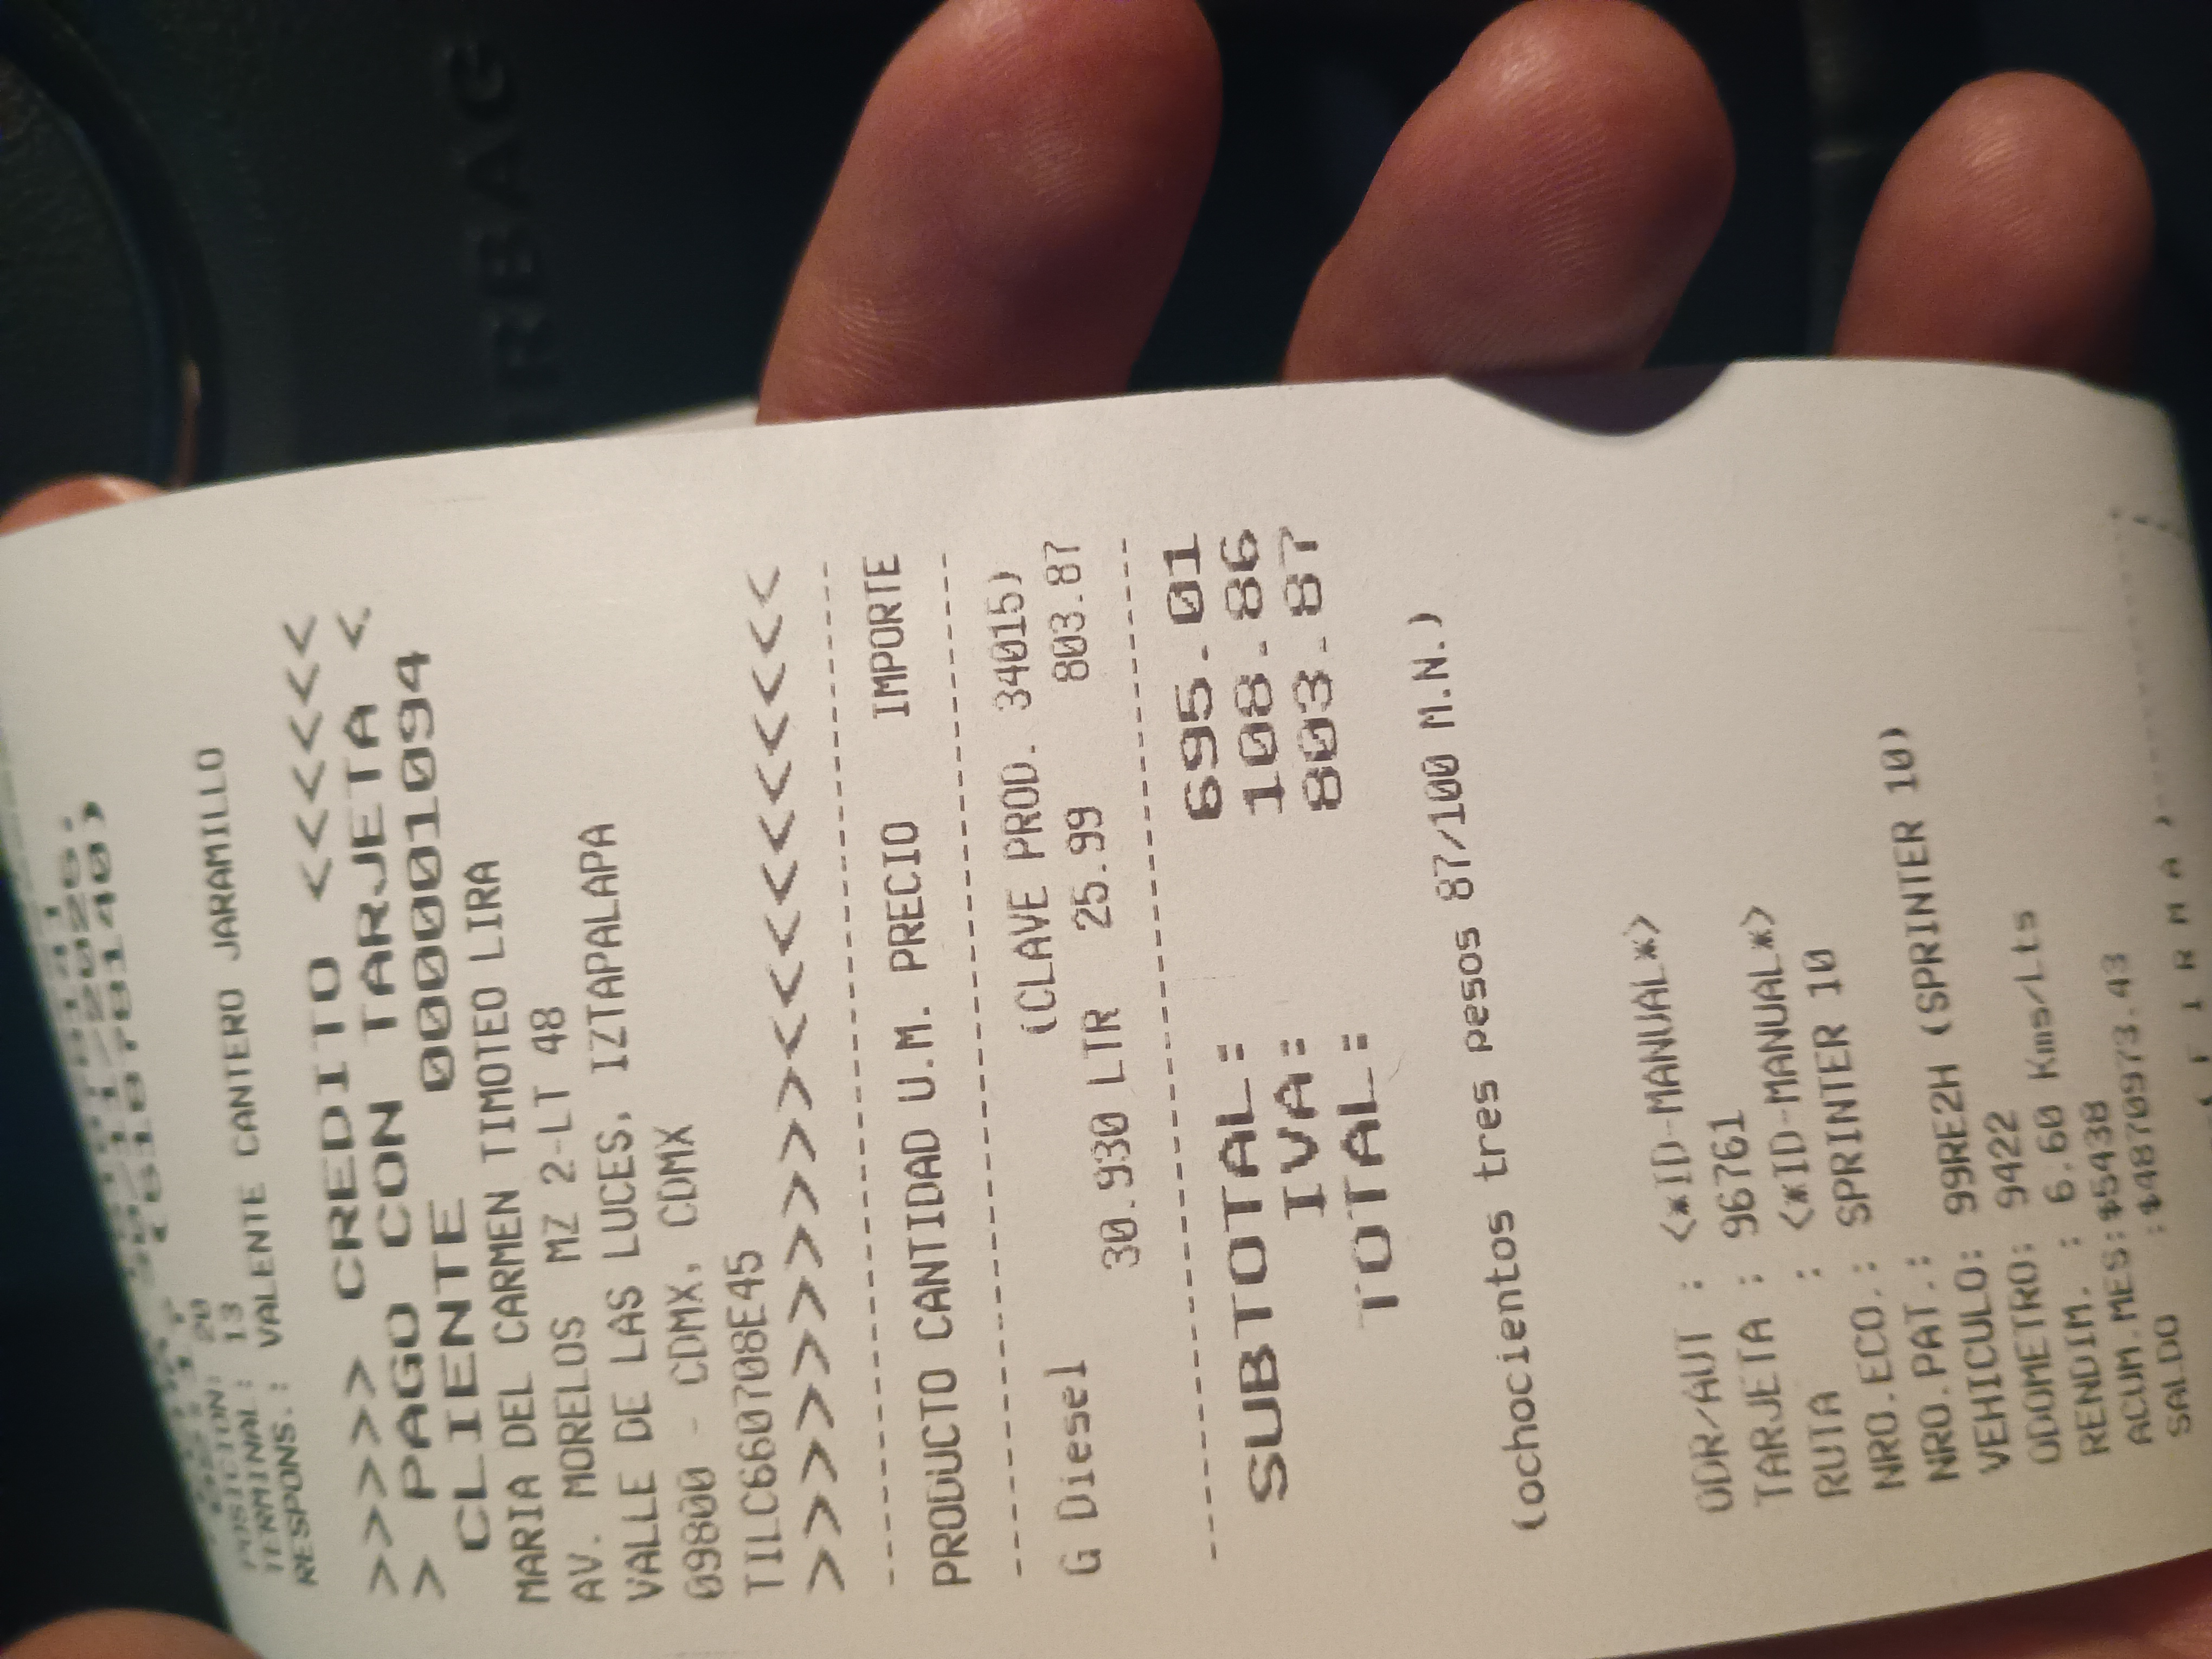 AIRBAG
POSICION: 20
TERMINAL: 13
RESPONS.: VALENTE CANTERO JARAMILLO
>>>> CREDITO <<<<<
> PAGO CON TARJETA <
CLIENTE 0000001094
MARIA DEL CARMEN TIMOTEO LIRA
AV. MORELOS MZ 2-LT 48
VALLE DE LAS LUCES, IZTAPALAPA
09800 - CDMX, CDMX
TILC660708E45
>>>>>>>>><<<<<<<<<
PRODUCTO CANTIDAD U.M. PRECIO IMPORTE
(CLAVE PROD. 34015)
G Diesel 30.930 LTR 25.99 803.87
SUBTOTAL: 695.01
IVA: 108.86
TOTAL: 803.87
(ochocientos tres pesos 87/100 M.N.)
ODR/AUT : <*ID-MANUAL*>
TARJETA : 96761
RUTA : <*ID-MANUAL*>
NRO.ECO.: SPRINTER 10
NRO.PAT.:
VEHICULO: 99RE2H (SPRINTER 10)
ODOMETRO: 9422
RENDIM. : 6.60 Kms/Lts
ACUM.MES:$5438
SALDO :$4870973.43
( F I R M A )